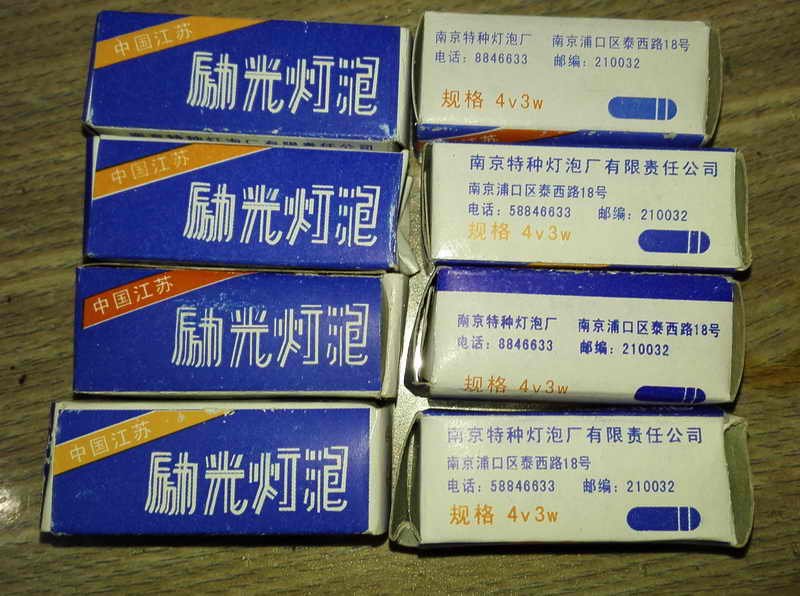 中国江苏
励光灯泡
南京特种灯泡厂 南京浦口区泰西路18号
电话：8846633 邮编：210032
规格 4v3w
中国江苏
励光灯泡
南京特种灯泡厂有限责任公司
南京浦口区泰西路18号
电话：58846633 邮编：210032
规格 4v3w
中国江苏
励光灯泡
南京特种灯泡厂 南京浦口区泰西路18号
电话：8846633 邮编：210032
规格 4v3w
中国江苏
励光灯泡
南京特种灯泡厂有限责任公司
南京浦口区泰西路18号
电话：58846633 邮编：210032
规格 4v3w